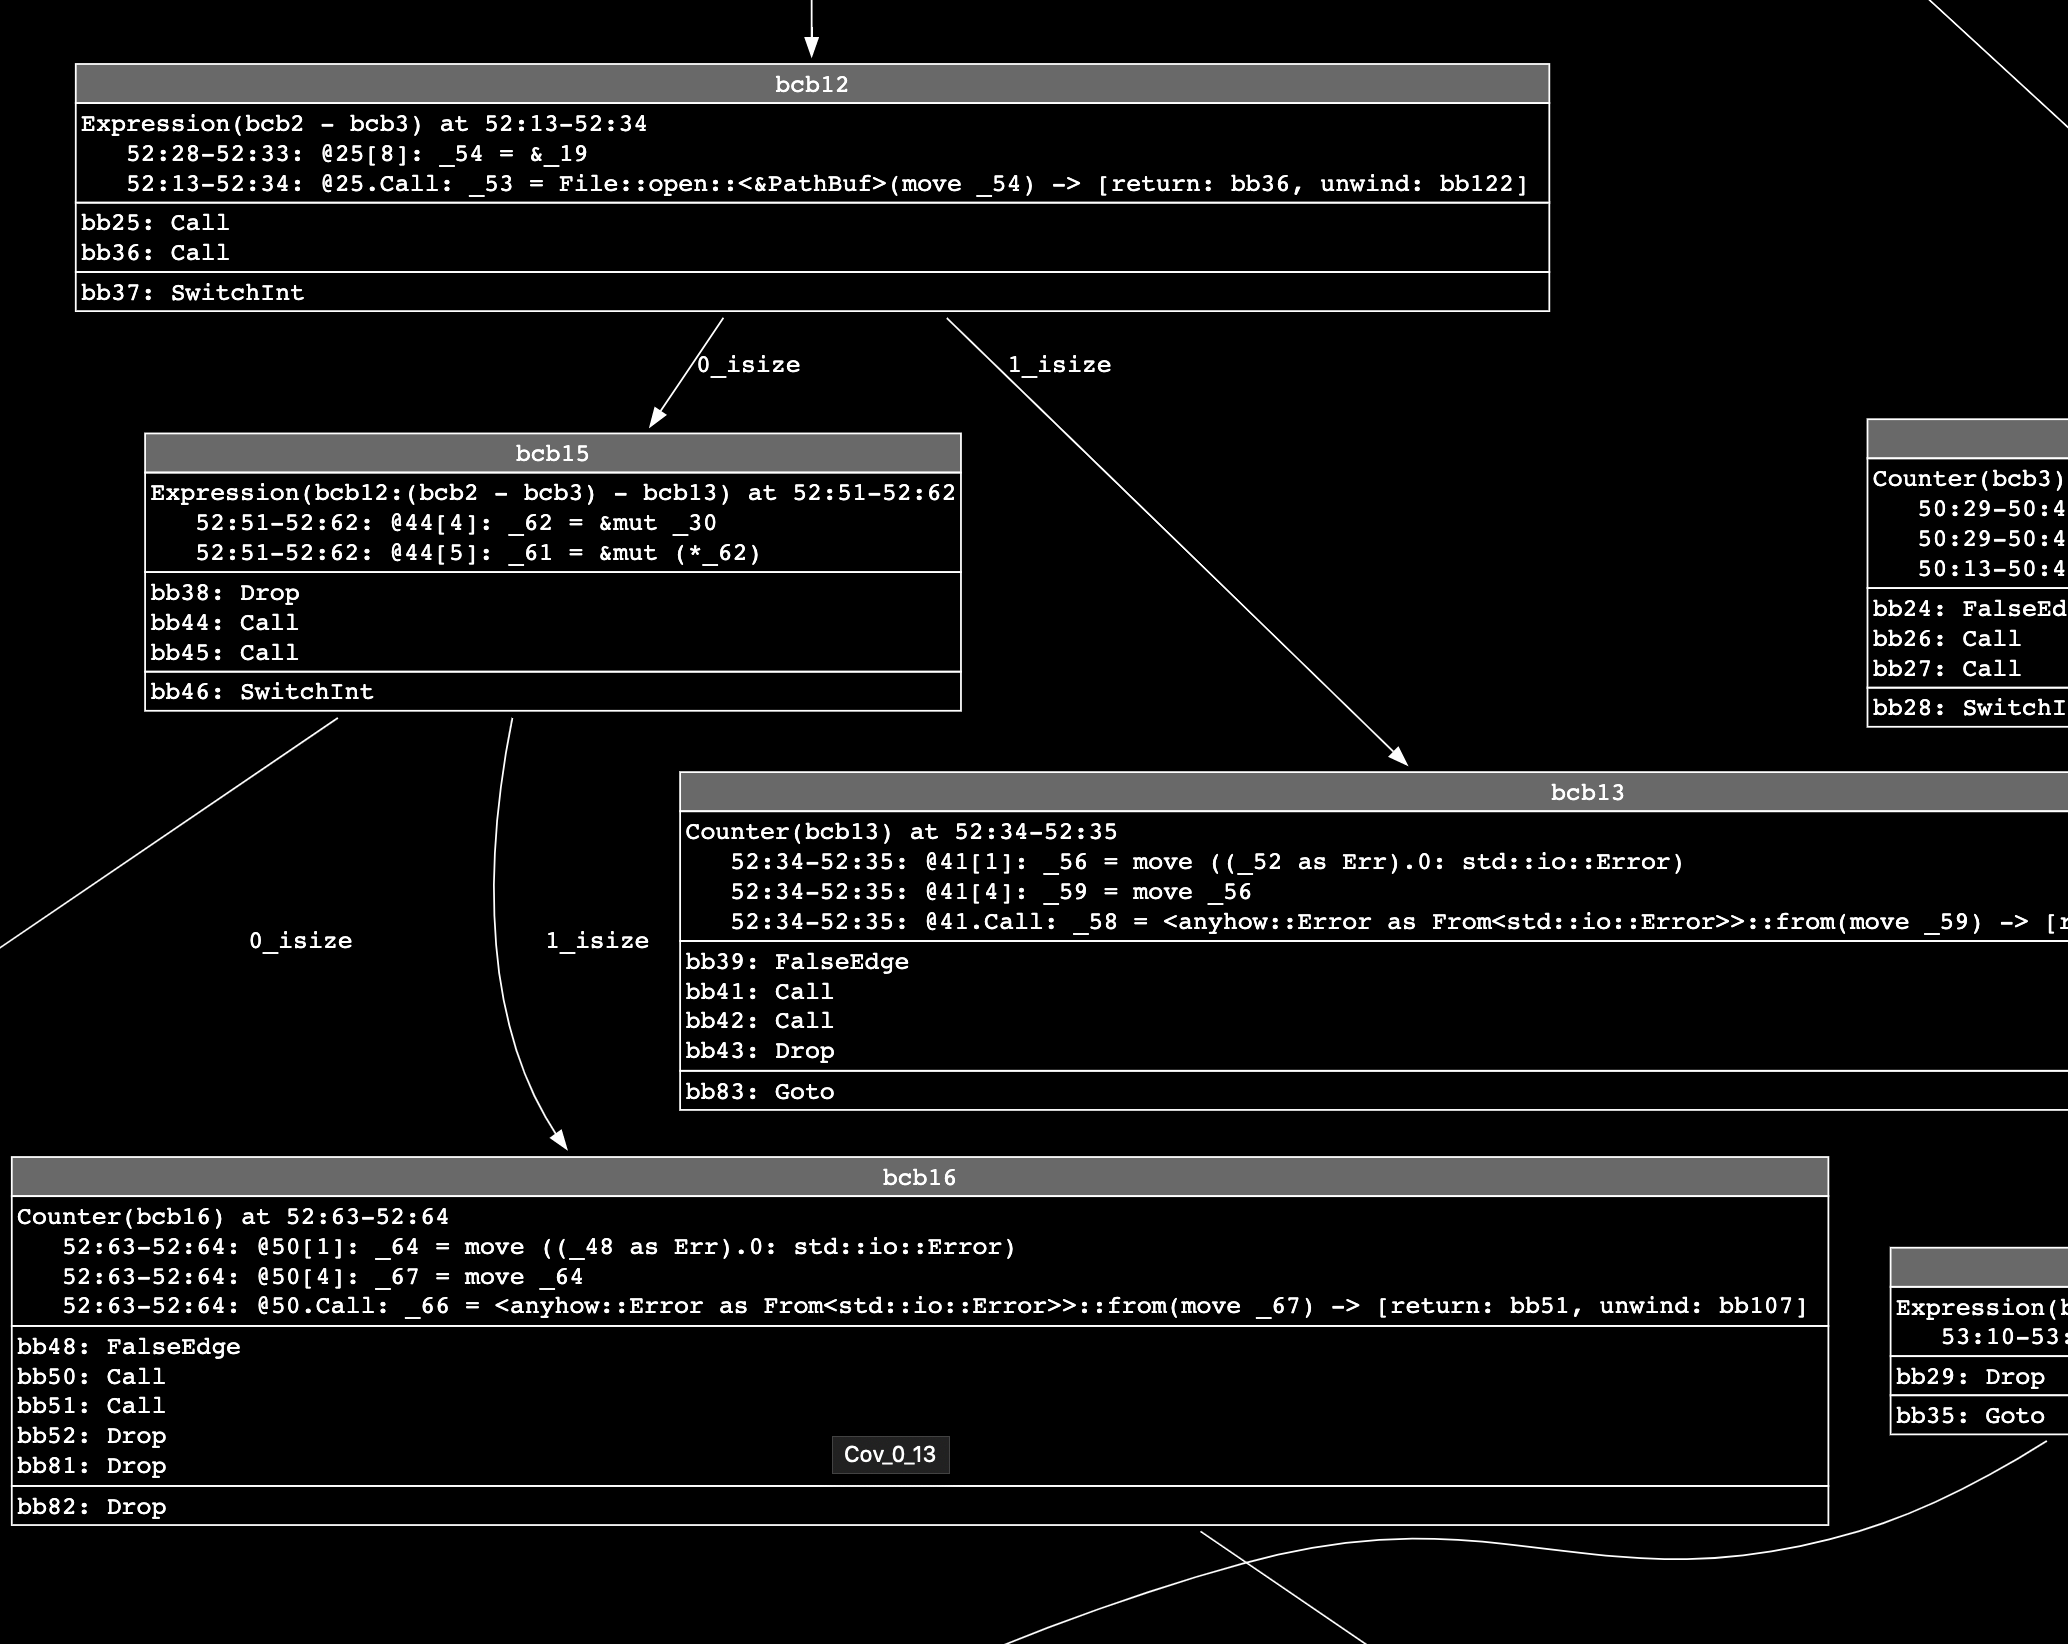 bcb12
Expression(bcb2 - bcb3) at 52:13-52:34
52:28-52:33: @25[8]: _54 = &_19
52:13-52:34: @25.Call: _53 = File::open::<&PathBuf>(move _54) -> [return: bb36, unwind: bb122]
bb25: Call
bb36: Call
bb37: SwitchInt
0_isize
1_isize
bcb15
Expression(bcb12:(bcb2 - bcb3) - bcb13) at 52:51-52:62
52:51-52:62: @44[4]: _62 = &mut _30
52:51-52:62: @44[5]: _61 = &mut (*_62)
bb38: Drop
bb44: Call
bb45: Call
bb46: SwitchInt
Counter(bcb3)
50:29-50:4
50:29-50:4
50:13-50:4
bb24: FalseEd
bb26: Call
bb27: Call
bb28: SwitchI
0_isize
1_isize
bcb13
Counter(bcb13) at 52:34-52:35
52:34-52:35: @41[1]: _56 = move ((_52 as Err).0: std::io::Error)
52:34-52:35: @41[4]: _59 = move _56
52:34-52:35: @41.Call: _58 = <anyhow::Error as From<std::io::Error>>::from(move _59) -> [r
bb39: FalseEdge
bb41: Call
bb42: Call
bb43: Drop
bb83: Goto
bcb16
Counter(bcb16) at 52:63-52:64
52:63-52:64: @50[1]: _64 = move ((_48 as Err).0: std::io::Error)
52:63-52:64: @50[4]: _67 = move _64
52:63-52:64: @50.Call: _66 = <anyhow::Error as From<std::io::Error>>::from(move _67) -> [return: bb51, unwind: bb107]
bb48: FalseEdge
bb50: Call
bb51: Call
bb52: Drop
bb81: Drop
bb82: Drop
Cov_0_13
Expression(b
53:10-53:
bb29: Drop
bb35: Goto